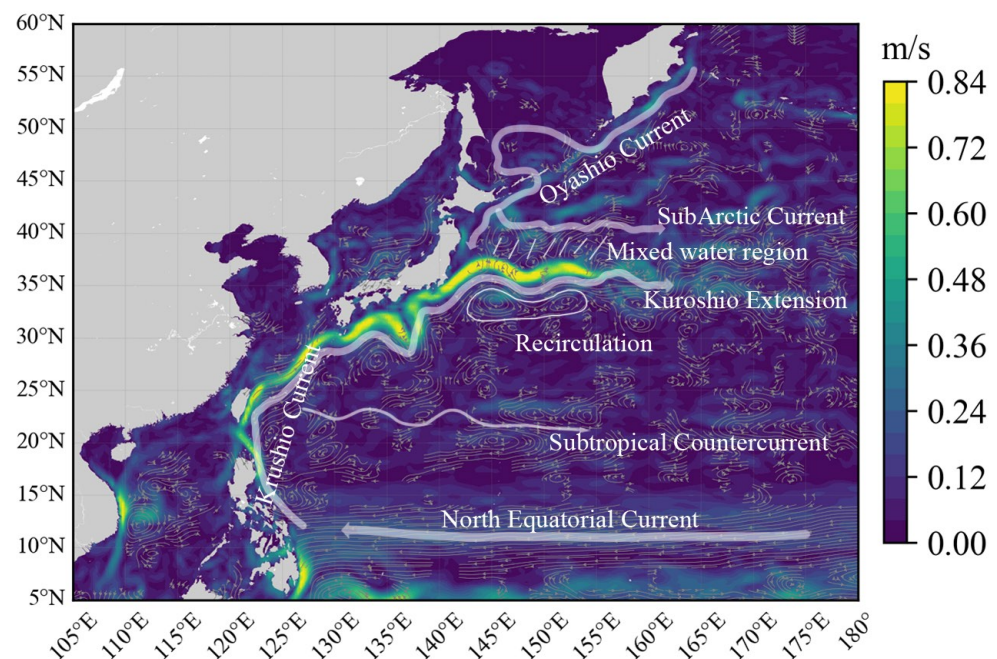 60°N
m/s
55°N
50°N
45°N
40°N
35°N
30°N
25°N
20°N
15°N
10°N
5°N
Oyashio Current
SubArctic Current
Mixed water region
Kuroshio Extension
Recirculation
Krushio Current
Subtropical Countercurrent
North Equatorial Current
0.84
0.72
0.60
0.48
0.36
0.24
0.12
0.00
105°E
110°E
115°E
120°E
125°E
130°E
135°E
140°E
145°E
150°E
155°E
160°E
165°E
170°E
175°E
180°